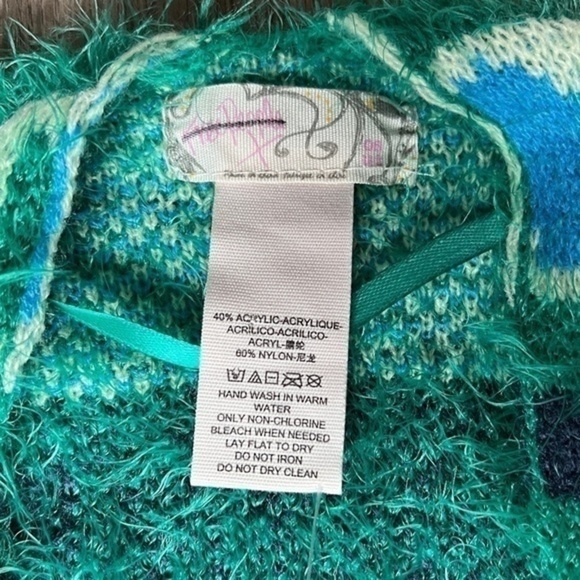 40% ACRYLIC-ACRYLIQUE-
ACRILICO-ACRÍLICO-
ACRYL-腈纶
60% NYLON-尼龙
HAND WASH IN WARM
WATER
ONLY NON-CHLORINE
BLEACH WHEN NEEDED
LAY FLAT TO DRY
DO NOT IRON
DO NOT DRY CLEAN